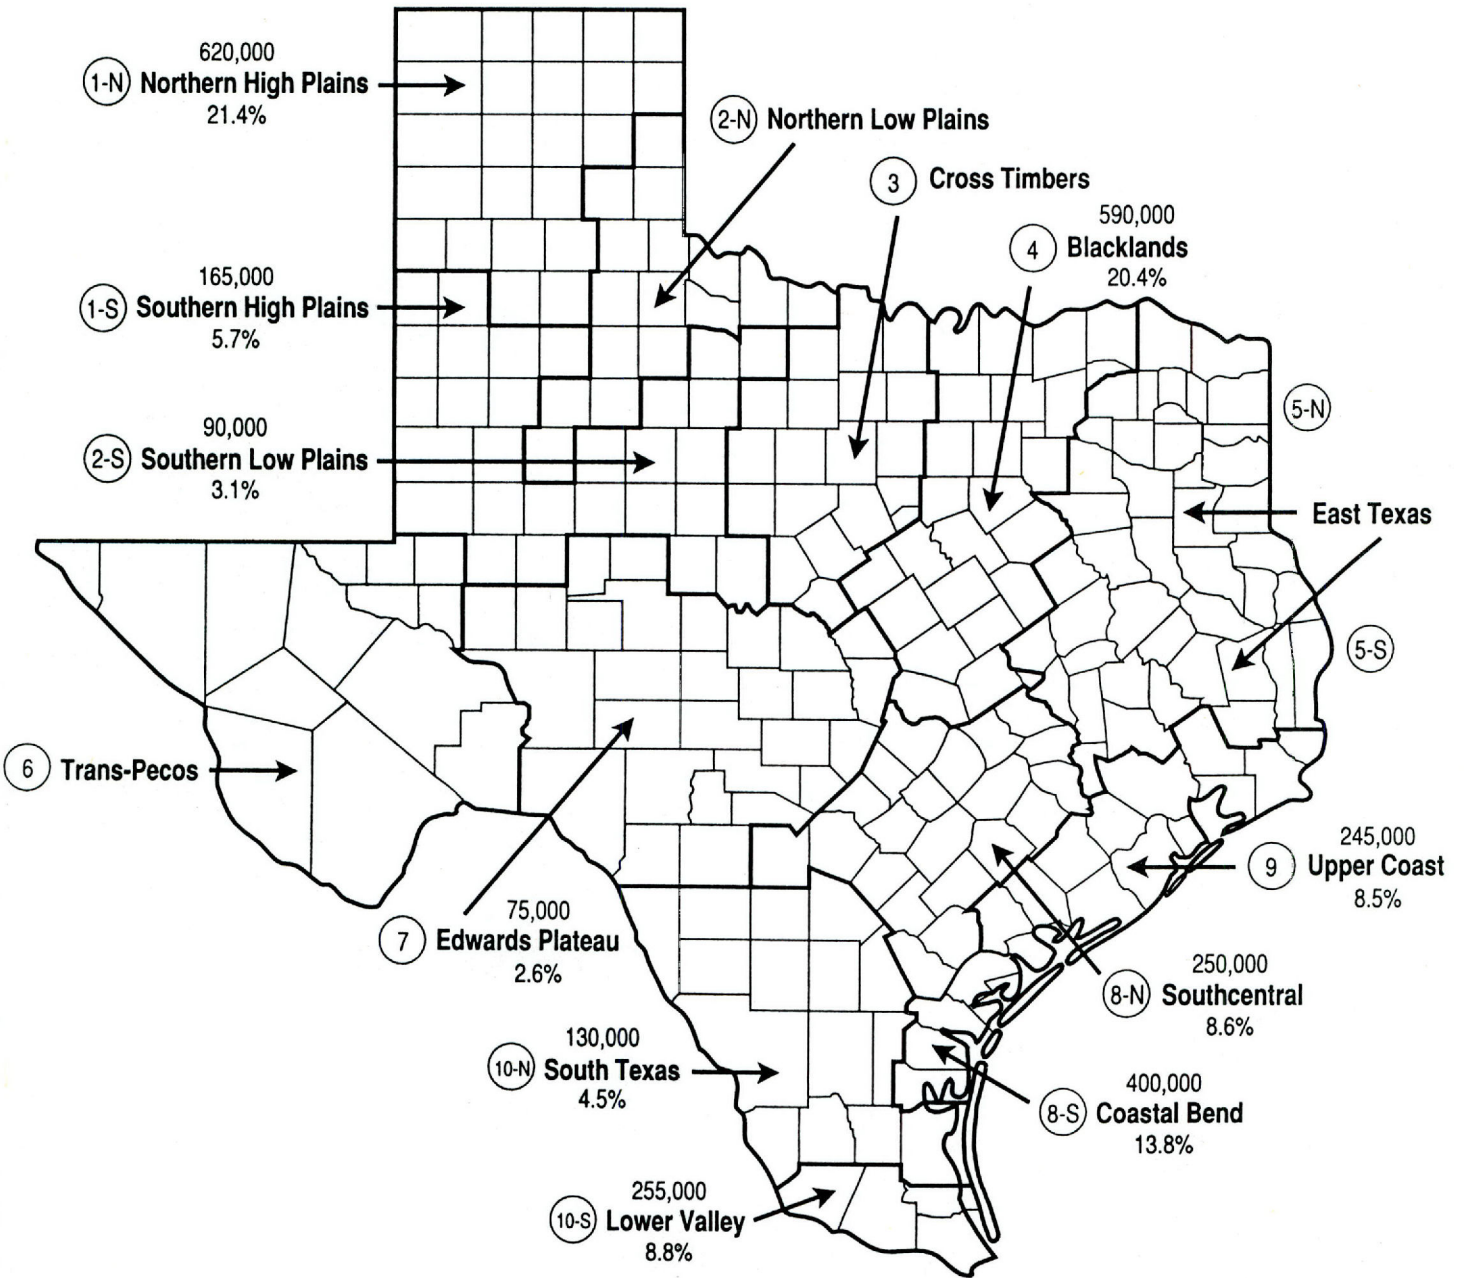 620,000
1-N Northern High Plains
21.4%
2-N Northern Low Plains
3 Cross Timbers
590,000
4 Blacklands
20.4%
165,000
1-S Southern High Plains
5.7%
5-N
90,000
2-S Southern Low Plains
3.1%
East Texas
5-S
6 Trans-Pecos
245,000
9 Upper Coast
8.5%
75,000
7 Edwards Plateau
2.6%
250,000
8-N Southcentral
8.6%
130,000
10-N South Texas
4.5%
400,000
8-S Coastal Bend
13.8%
255,000
10-S Lower Valley
8.8%